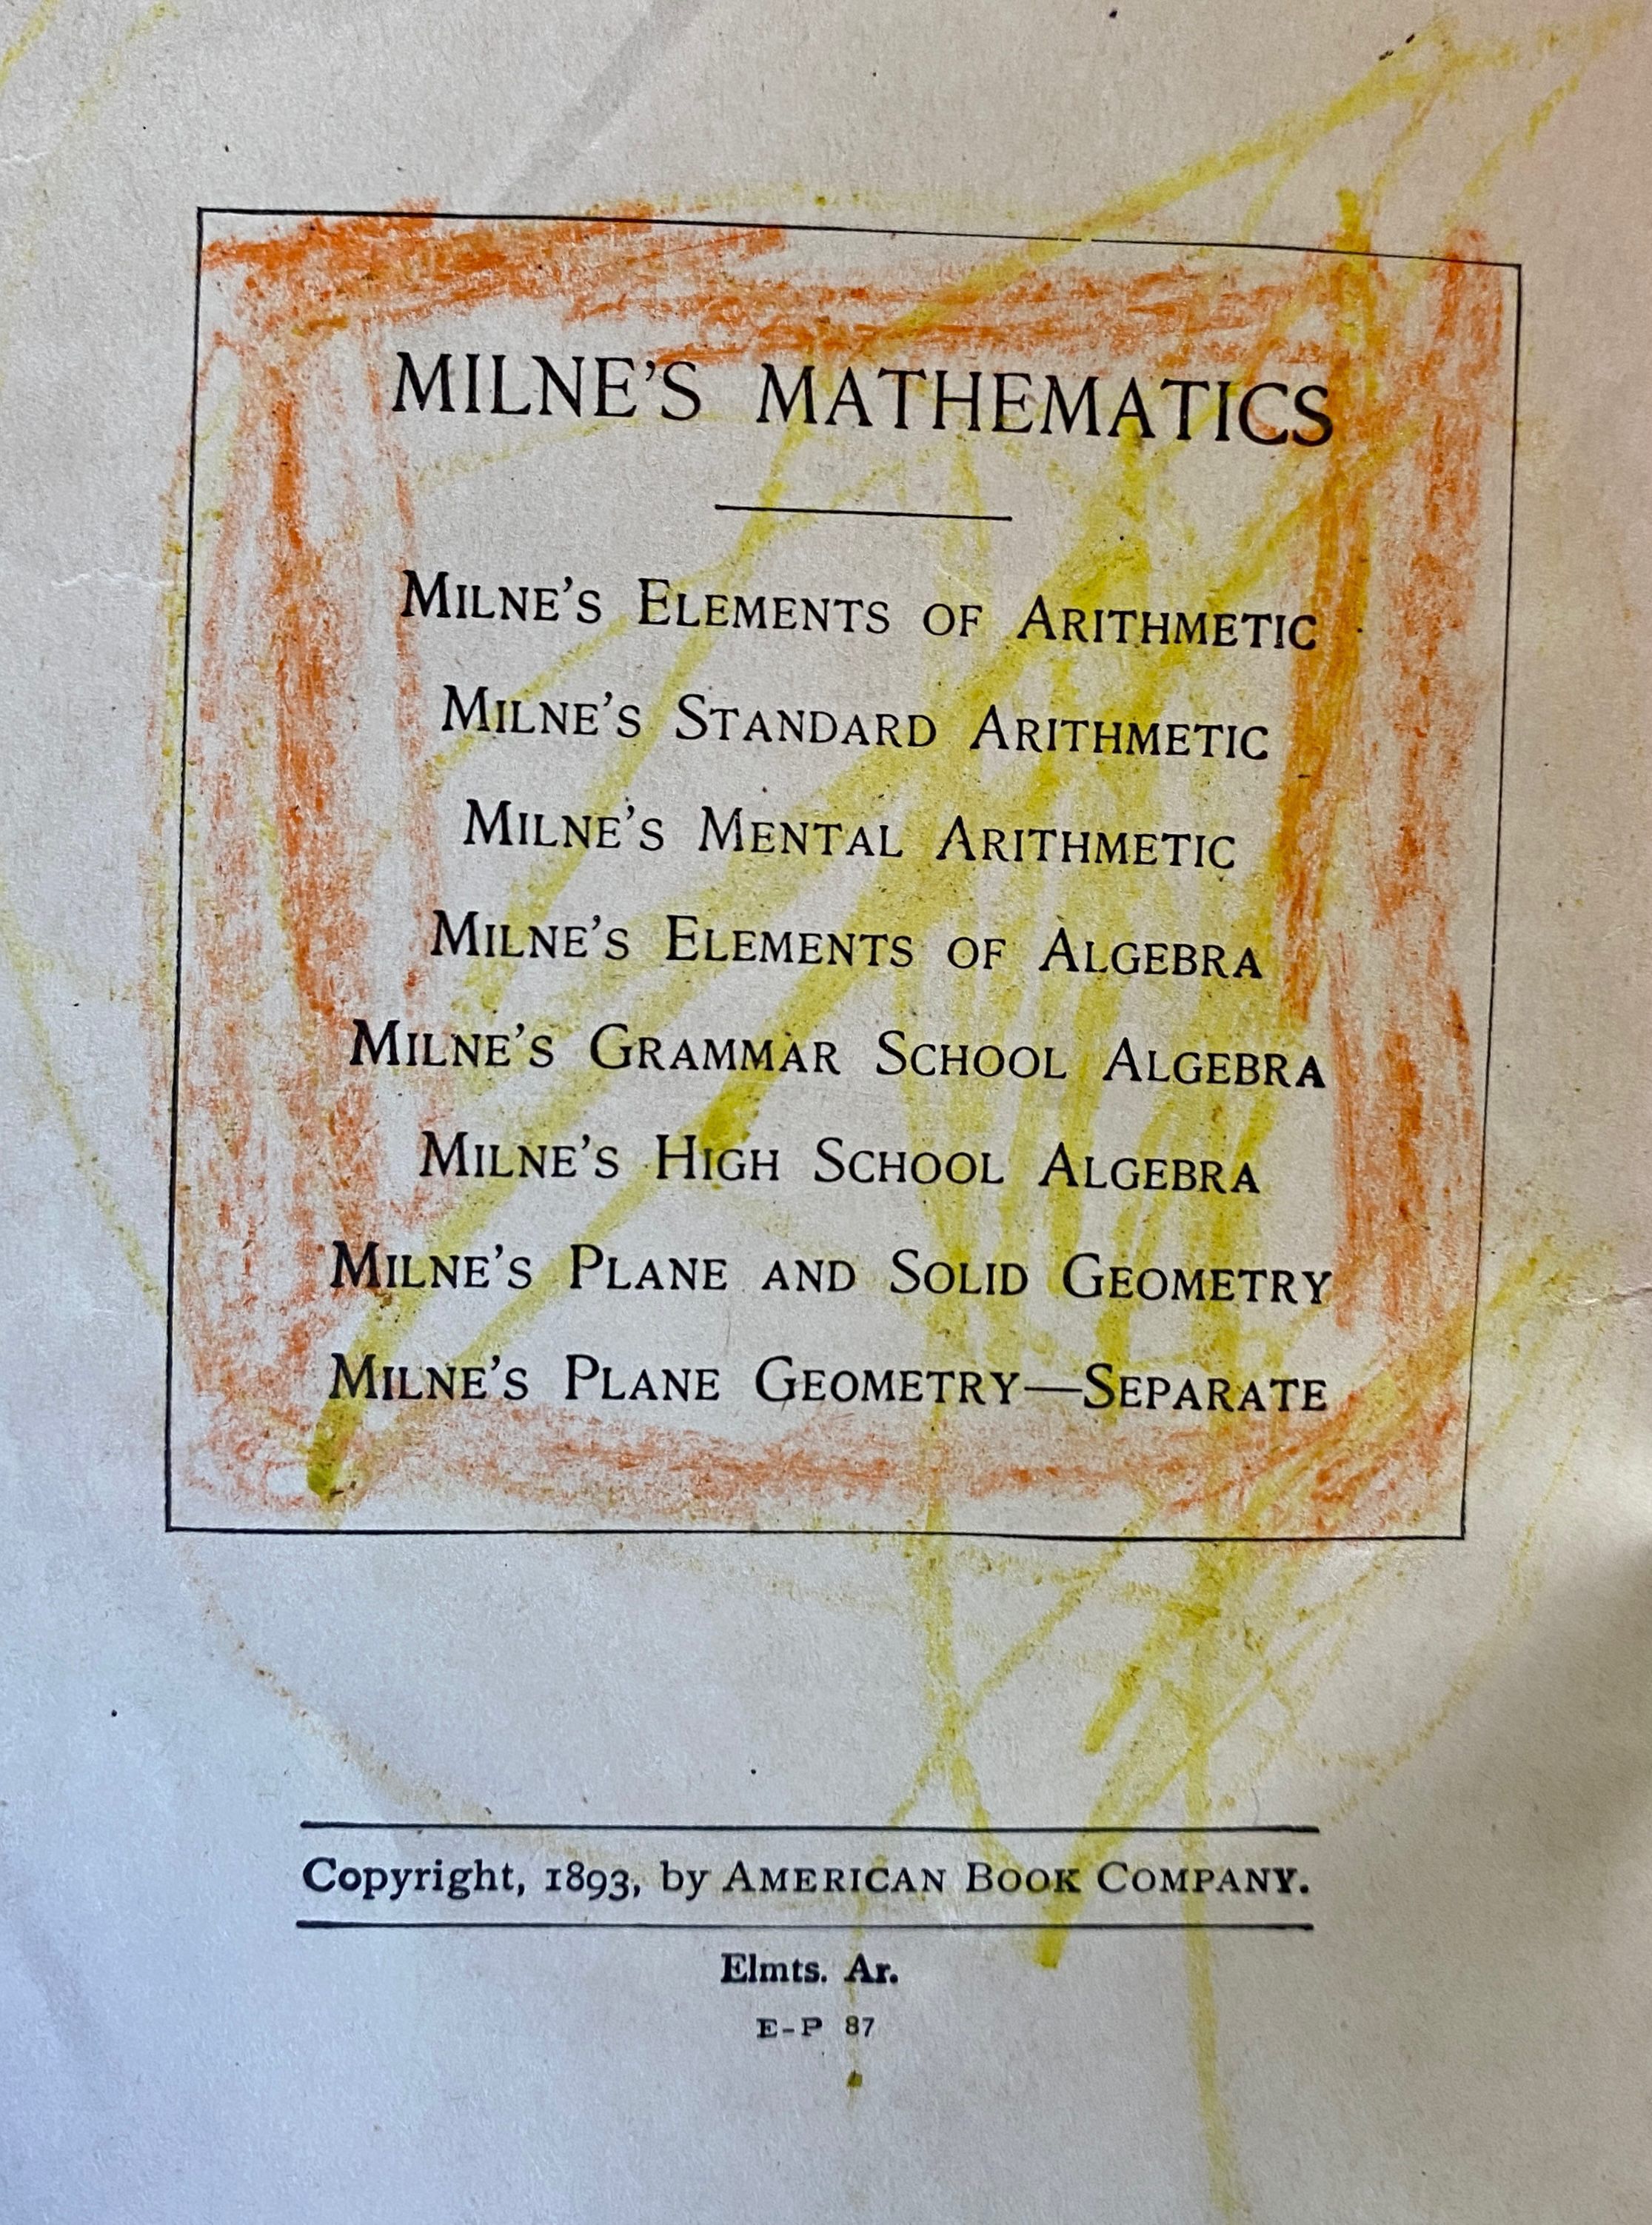 MILNE'S MATHEMATICS
MILNE'S ELEMENTS OF ARITHMETIC
MILNE'S STANDARD ARITHMETIC
MILNE'S MENTAL ARITHMETIC
MILNE'S ELEMENTS OF ALGEBRA
MILNE'S GRAMMAR SCHOOL ALGEBRA
MILNE'S HIGH SCHOOL ALGEBRA
MILNE'S PLANE AND SOLID GEOMETRY
MILNE'S PLANE GEOMETRY—SEPARATE
Copyright, 1893, by AMERICAN BOOK COMPANY.
Elmts. Ar.
E-P 87